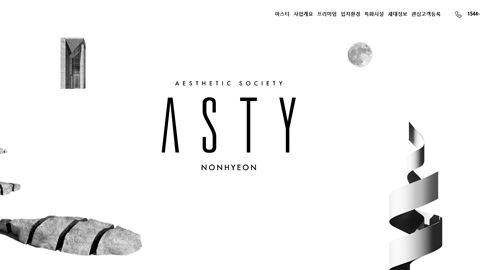 아스티 사업개요 프리미엄 입지환경 특화시설 세대정보 관심고객등록 1544-
AESTHETIC SOCIETY
ASTY
NONHYEON